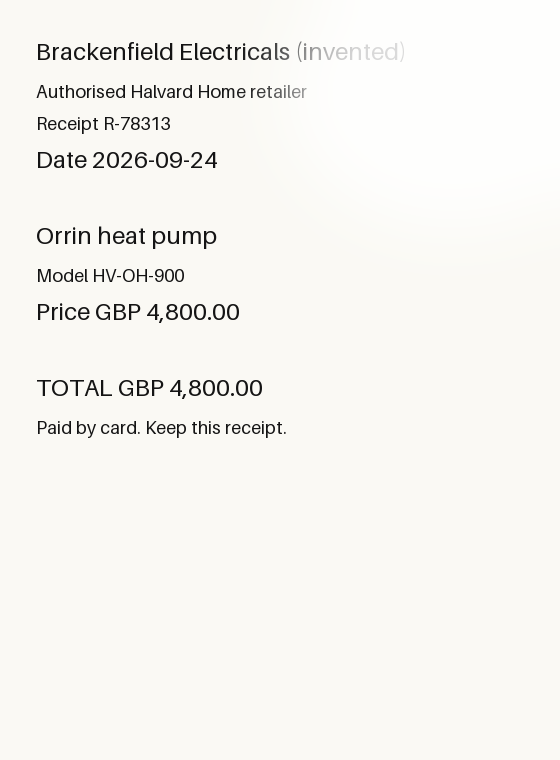 Brackenfield Electricals (invented)
Authorised Halvard Home retailer
Receipt R-78313
Date 2026-09-24
Orrin heat pump
Model HV-OH-900
Price GBP 4,800.00
TOTAL GBP 4,800.00
Paid by card. Keep this receipt.